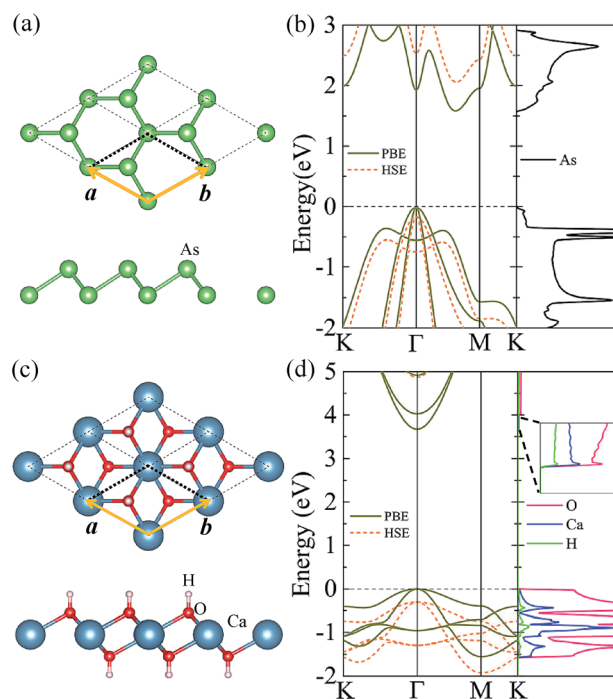 (a)
a
b
As
(b)
3
2
1
0
-1
-2
Energy(eV)
PBE
HSE
As
K
Γ
M
K
(c)
a
b
H
O
Ca
(d)
5
4
3
2
1
0
-1
-2
Energy (eV)
PBE
HSE
O
Ca
H
K
Γ
M
K